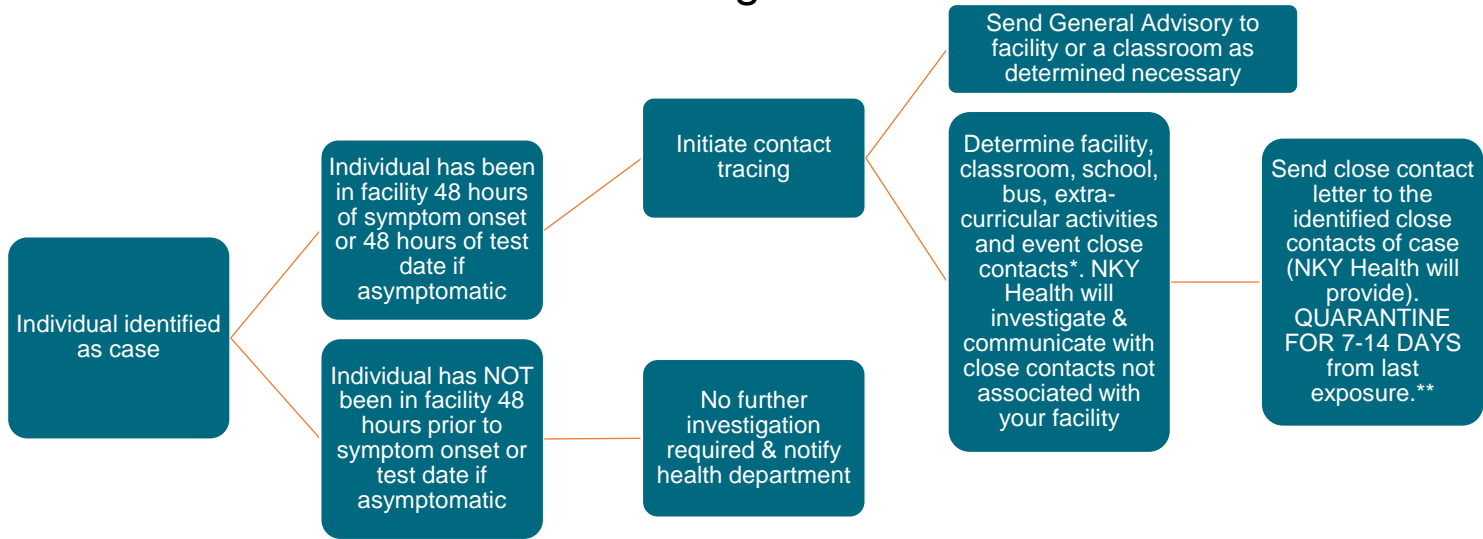 Individual identified
as case
Individual has been
in facility 48 hours
of symptom onset
or 48 hours of test
date if
asymptomatic
Individual has NOT
been in facility 48
hours prior to
symptom onset or
test date if
asymptomatic
Initiate contact
tracing
No further
investigation
required & notify
health department
Send General Advisory to
facility or a classroom as
determined necessary
Determine facility,
classroom, school,
bus, extra-
curricular activities
and event close
contacts*. NKY
Health will
investigate &
communicate with
close contacts not
associated with
your facility
Send close contact
letter to the
identified close
contacts of case
(NKY Health will
provide).
QUARANTINE
FOR 7-14 DAYS
from last
exposure.**